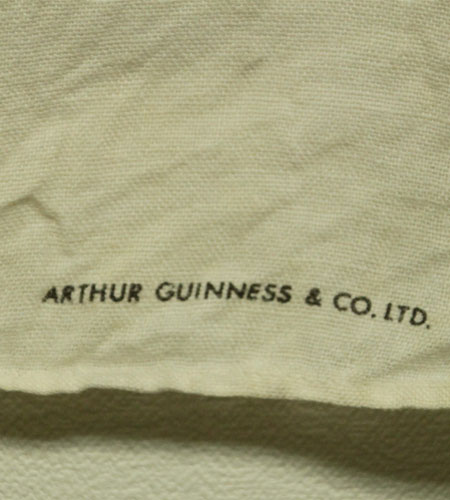 ARTHUR GUINNESS & CO. LTD.